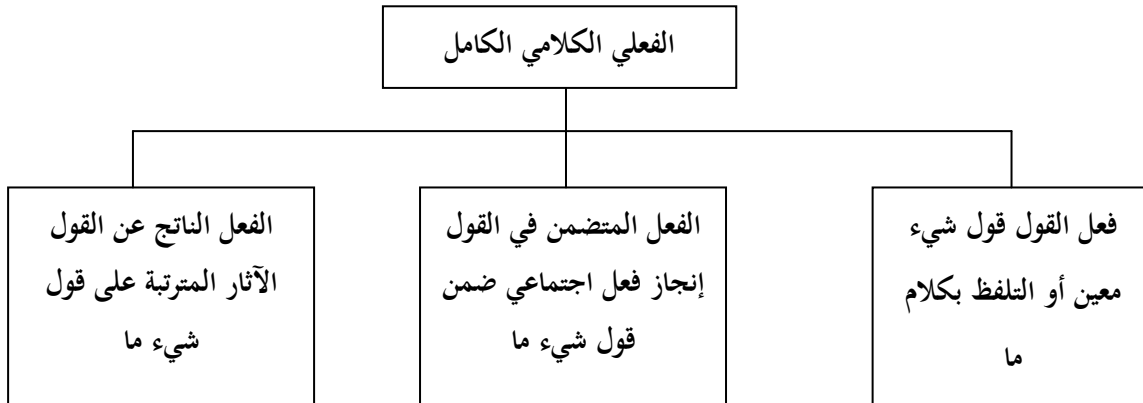 الفعلي الكلامي الكامل
فعل القول قول شيء
معين أو التلفظ بكلام
ما
الفعل المتضمن في القول
إنجاز فعل اجتماعي ضمن
قول شيء ما
الفعل الناتج عن القول
الآثار المترتبة على قول
شيء ما